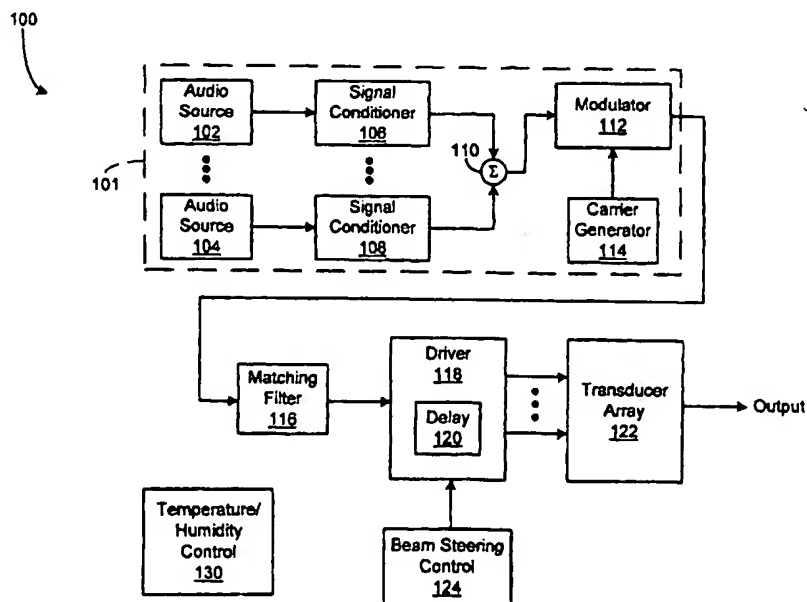 100
Audio
Source
102
Signal
Conditioner
106
Modulator
112
110
Σ
101
Audio
Source
104
Signal
Conditioner
108
Carrier
Generator
114
Matching
Filter
116
Driver
118
Delay
120
Transducer
Array
122
Output
Temperature/
Humidity
Control
130
Beam Steering
Control
124